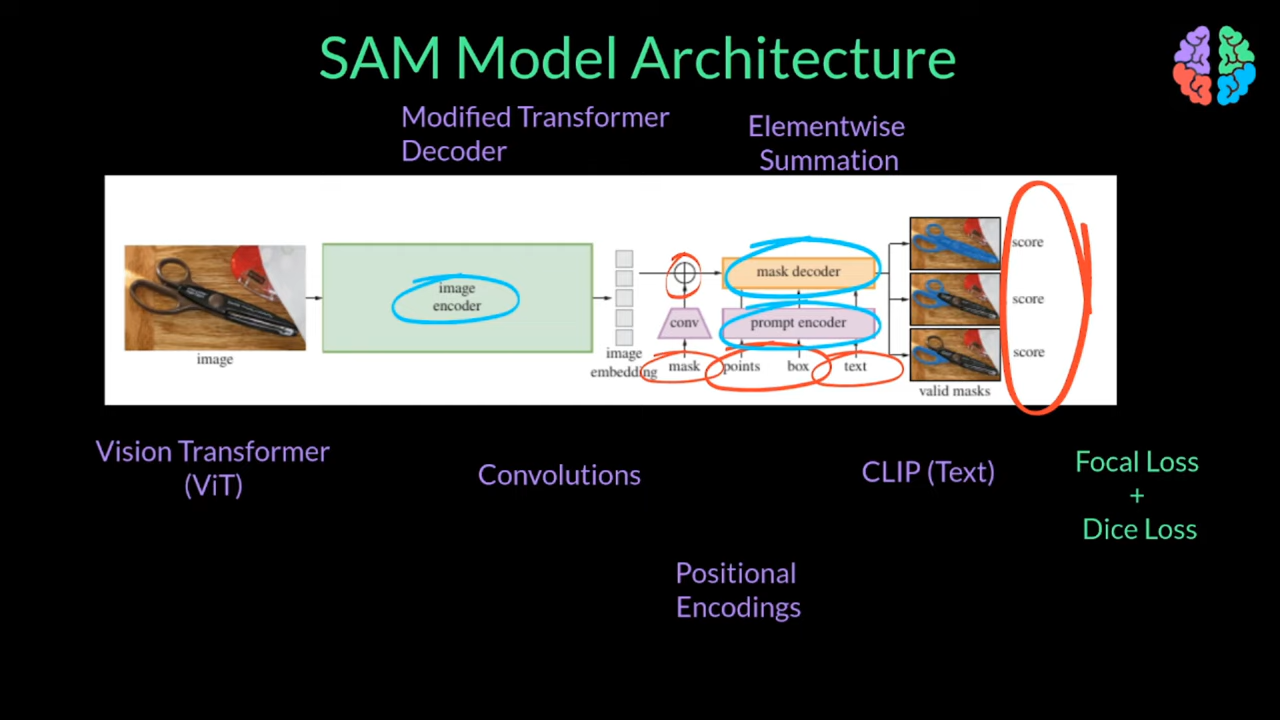 SAM Model Architecture
Modified Transformer
Decoder
Elementwise
Summation
image
encoder
image
image
embedding
conv
mask
mask decoder
prompt encoder
points
box
text
score
score
score
valid masks
Vision Transformer
(ViT)
Convolutions
CLIP (Text)
Focal Loss
+
Dice Loss
Positional
Encodings